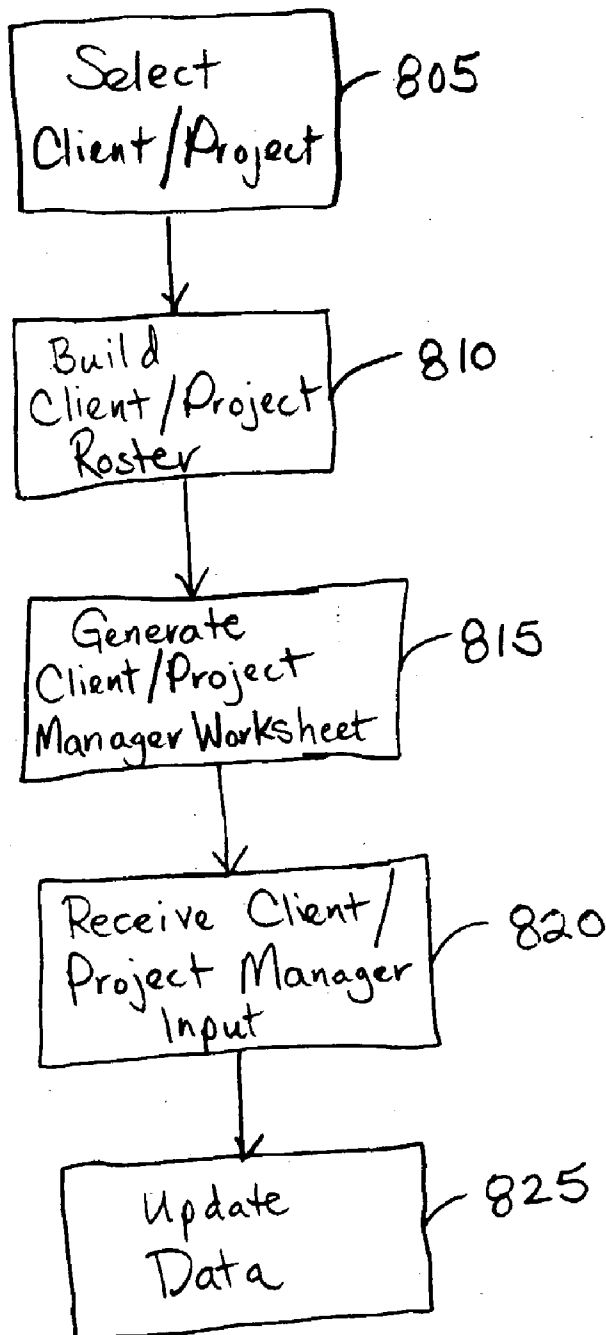 Select
Client/Project
805
Build
Client/Project
Roster
810
Generate
Client/Project
Manager Worksheet
815
Receive Client/
Project Manager
Input
820
Update
Data
825